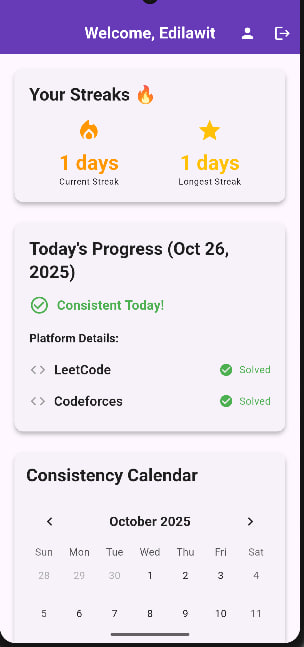 Welcome, Edilawit
Your Streaks 🔥
1 days 1 days
Current Streak Longest Streak
Today's Progress (Oct 26,
2025)
Consistent Today!
Platform Details:
<> LeetCode Solved
<> Codeforces Solved
Consistency Calendar
< October 2025 >
Sun Mon Tue Wed Thu Fri Sat
28 29 30 1 2 3 4
5 6 7 8 9 10 11